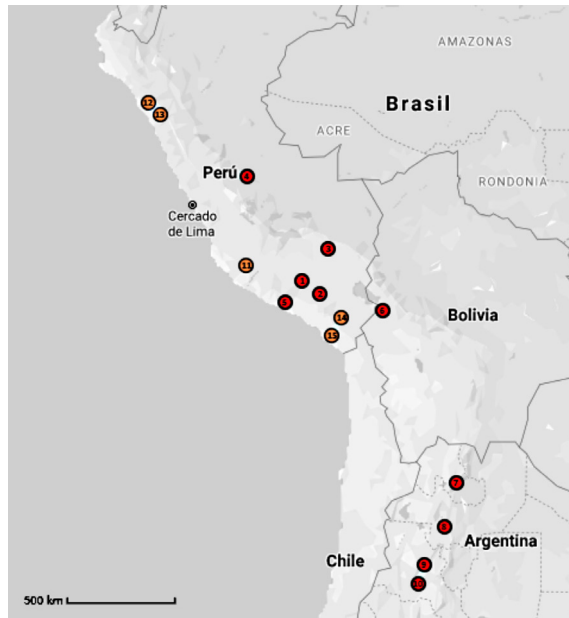 AMAZONAS
Brasil
12
13
ACRE
Perú
4
RONDONIA
Cercado
de Lima
3
11
1
2
5
6
14
15
Bolivia
7
8
Argentina
Chile
9
10
500 km